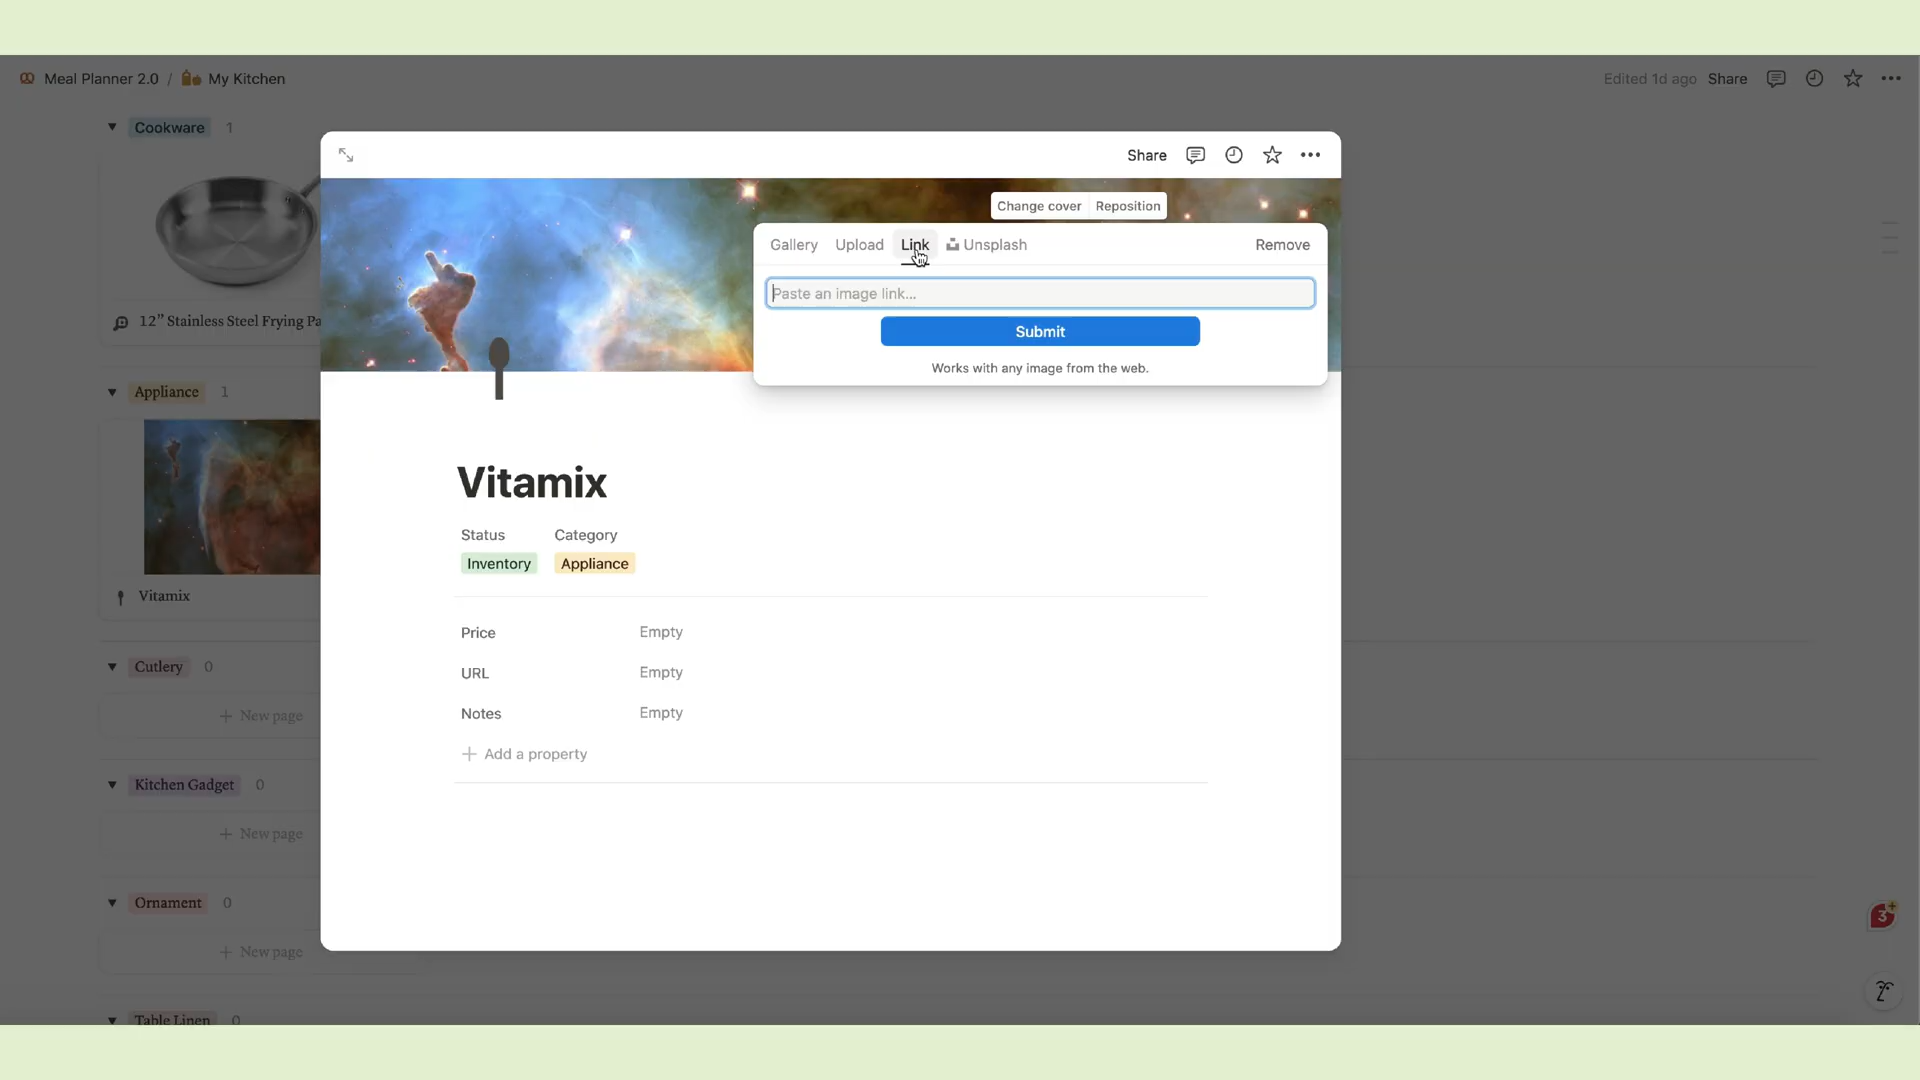 Meal Planner 2.0 / My Kitchen
Edited 1d ago Share
Cookware 1
12” Stainless Steel Frying Pa
Appliance 1
Vitamix
Cutlery 0
+ New page
Kitchen Gadget 0
+ New page
Ornament 0
+ New page
Table Linen 0
Share
Change cover Reposition
Gallery Upload Link Unsplash Remove
Paste an image link...
Submit
Works with any image from the web.
Vitamix
Status Category
Inventory Appliance
Price Empty
URL Empty
Notes Empty
+ Add a property
3